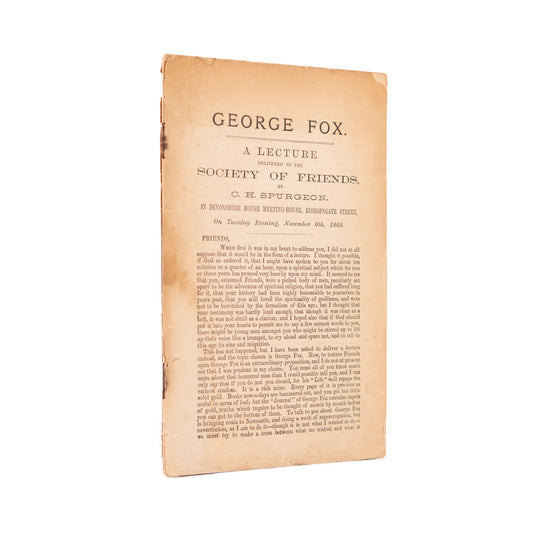 GEORGE FOX.
A LECTURE
DELIVERED TO THE
SOCIETY OF FRIENDS,
BY
C. H. SPURGEON,
IN DEVONSHIRE HOUSE MEETING-HOUSE, BISHOPSGATE STREET,
On Tuesday Evening, November 6th, 1866.
FRIENDS,
WHEN first it was in my heart to address you, I did not at all
suppose that it would be in the form of a lecture. I thought it possible,
if God so ordered it, that I might have spoken to you for about ten
minutes or a quarter of an hour, upon a spiritual subject which for two
or three years has pressed very heavily upon my mind. It seemed to me
that you, esteemed Friends, were a picked body of men, peculiarly set
apart to be the advocates of spiritual religion, that you had suffered long
for it, that your history had been highly honourable to yourselves in
years past, that you still loved the spirituality of godliness, and were
not to be bewitched by the formalism of this age; but I thought that
your testimony was hardly loud enough, that though it was clear as a
bell, it was not shrill as a clarion; and I hoped also that if God should
put it into your hearts to permit me to say a few earnest words to you,
there might be young men amongst you who might be stirred up to lift
up their voice like a trumpet, to cry aloud and spare not, and to tell to
this age its sins and iniquities.
This has not happened, but I have been asked to deliver a lecture
instead, and the topic chosen is George Fox. Now, to lecture Friends
upon George Fox is an extraordinary proposition, and I do not at present
see that I was prudent in my choice. You must all of you know much
more about that honoured man than I could possibly tell you, and I can
only say that if you do not you should, for his "Life" well repays the
earnest student. It is a rich mine. Every page of it is precious as
solid gold. Books now-a-days are hammered out, and you get but little
metal in acres of leaf; but the "Journal" of George Fox contains ingots
of gold, truths which require to be thought of month by month before
you can get to the bottom of them. To talk to you about George Fox
is bringing coals to Newcastle, and doing a work of supererogation, but
nevertheless, as I am to do it—though it is not what I wanted to do—
we must try to make a cross between what we wished and what is